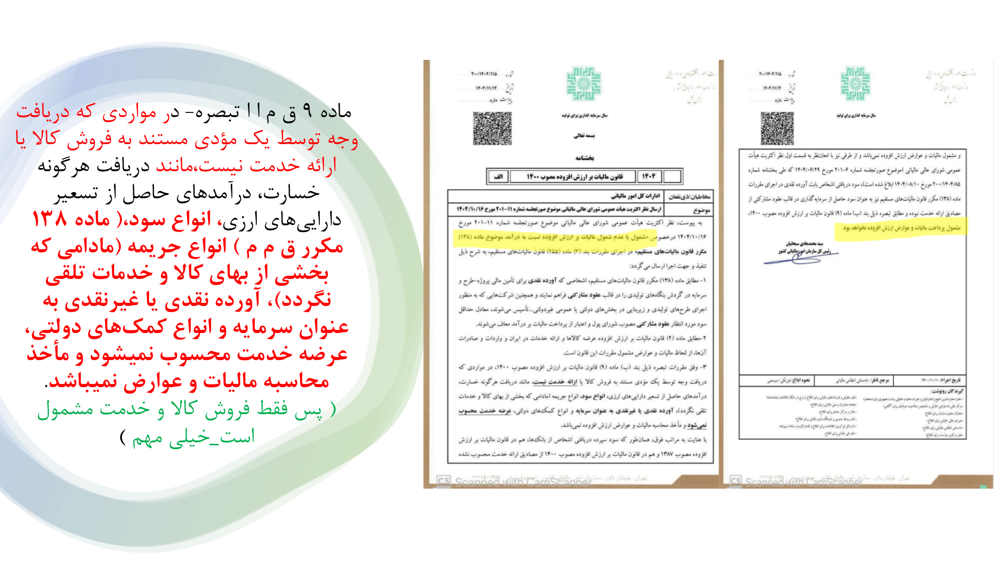 ماده ۹ ق م ا ا تبصره- در مواردی که دریافت
وجه توسط یک مؤدی مستند به فروش کالا یا
ارائه خدمت نیست،مانند دریافت هرگونه
خسارت، درآمدهای حاصل از تسعیر
دارایی‌های ارزی، انواع سود،( ماده ۱۳۸
مکرر ق م م ) انواع جریمه (مادامی که
بخشی از بهای کالا و خدمات تلقی
نگردد)، آورده نقدی یا غیرنقدی به
عنوان سرمایه و انواع کمک‌های دولتی،
عرضه خدمت محسوب نمیشود و مأخذ
محاسبه مالیات و عوارض نمیباشد.
( پس فقط فروش کالا و خدمت مشمول
است_خیلی مهم )
شماره ۲۰۰/۱۴۰۴/۱۱۵
تاریخ ۱۴۰۴/۱۱/۱۴
پیوست دارد
سال سرمایه گذاری برای تولید
بسمه تعالی
بخشنامه
۱۴۰۴ قانون مالیات بر ارزش افزوده مصوب ۱۴۰۰ الف
مخاطبان/ذی‌نفعان ادارات کل امور مالیاتی
موضوع ارسال نظر اکثریت هیأت عمومی شورای عالی مالیاتی موضوع صورتجلسه شماره ۱۱-۲۰۱ مورخ ۱۴۰۴/۱۰/۱۶
به پیوست، نظر اکثریت هیأت عمومی شورای عالی مالیاتی موضوع صورتجلسه شماره ۱۱-۲۰۱ مورخ
۱۴۰۴/۱۰/۱۶ درخصوص «شمول یا عدم شمول مالیات بر ارزش افزوده نسبت به درآمد موضوع ماده (۱۳۸)
مکرر قانون مالیات‌های مستقیم» در اجرای مقررات بند (۳) ماده (۲۵۵) قانون مالیات‌های مستقیم، به شرح ذیل
تنفیذ و جهت اجرا ارسال می‌گردد:
۱- مطابق ماده (۱۳۸) مکرر قانون مالیات‌های مستقیم، اشخاصی که آورده نقدی برای تأمین مالی پروژه-طرح و
سرمایه در گردش بنگاه‌های تولیدی را در قالب عقود مشارکتی فراهم نمایند و همچنین شرکت‌هایی که به منظور
اجرای طرح‌های تولیدی و زیربنایی در بخش‌های دولتی یا عمومی غیردولتی...تأسیس می‌شوند، معادل حداقل
سود مورد انتظار عقود مشارکتی مصوب شورای پول و اعتبار از پرداخت مالیات بر درآمد معاف می‌شوند.
۲-مطابق ماده (۲) قانون مالیات بر ارزش افزوده عرضه کالاها و ارائه خدمات در ایران و واردات و صادرات
آن‌ها، از لحاظ مالیات و عوارض مشمول مقررات این قانون است.
۳- وفق مقررات تبصره ذیل بند (ب) ماده (۹) قانون مالیات بر ارزش افزوده مصوب ۱۴۰۰، در مواردی که
دریافت وجه توسط یک مؤدی مستند به فروش کالا یا ارائه خدمت نیست، مانند دریافت هرگونه خسارت،
درآمدهای حاصل از تسعیر دارایی‌های ارزی، انواع سود، انواع جریمه (مادامی که بخشی از بهای کالا و خدمات
تلقی نگردد)، آورده نقدی یا غیرنقدی به عنوان سرمایه و انواع کمک‌های دولتی، عرضه خدمت محسوب
نمی‌شود و مأخذ محاسبه مالیات و عوارض ارزش افزوده نمی‌باشد.
با عنایت به مراتب فوق، همان‌طور که سود سپرده دریافتی اشخاص از بانک‌ها، هم در قانون مالیات بر ارزش
افزوده مصوب ۱۳۸۷ و هم در قانون مالیات بر ارزش افزوده مصوب ۱۴۰۰ از مصادیق ارائه خدمت محسوب نشده
CS Scanned with CamScanner
وزارت امور اقتصادی و دارایی
شماره ۲۰۰/۱۴۰۴/۱۱۵
تاریخ ۱۴۰۴/۱۱/۱۴
پیوست دارد
سال سرمایه گذاری برای تولید
و مشمول مالیات و عوارض ارزش افزوده نمی‌باشد و از طرفی نیز با امعان‌نظر به قسمت اول نظر اکثریت هیأت
عمومی شورای عالی مالیاتی (موضوع صورتجلسه شماره ۶-۲۰۱ مورخ ۱۴۰۴/۰۶/۲۹ که طی بخشنامه شماره
۲۰۰/۱۴۰۴/۸۵ مورخ ۱۴۰۴/۰۸/۱۰ ابلاغ شده است)، سود دریافتی اشخاص بابت آورده نقدی در اجرای مقررات
ماده (۱۳۸) مکرر قانون مالیات‌های مستقیم نیز به عنوان سود حاصل از سرمایه‌گذاری در قالب عقود مشارکتی از
مصادیق ارائه خدمت نبوده و مطابق تبصره ذیل بند (ب) ماده (۹) قانون مالیات بر ارزش افزوده مصوب ۱۴۰۰،
مشمول پرداخت مالیات و عوارض ارزش افزوده نخواهد بود.
سید محمدهادی سبحانیان
رئیس کل سازمان امور مالیاتی کشور
تاریخ اجراء: ۱۴۰۰/۱۰/۱۰ مرجع ناظر: دادستانی انتظامی مالیاتی نحوه ابلاغ: فیزیکی/سیستمی
گیرندگان رونوشت:
CS Scanned with CamScanner